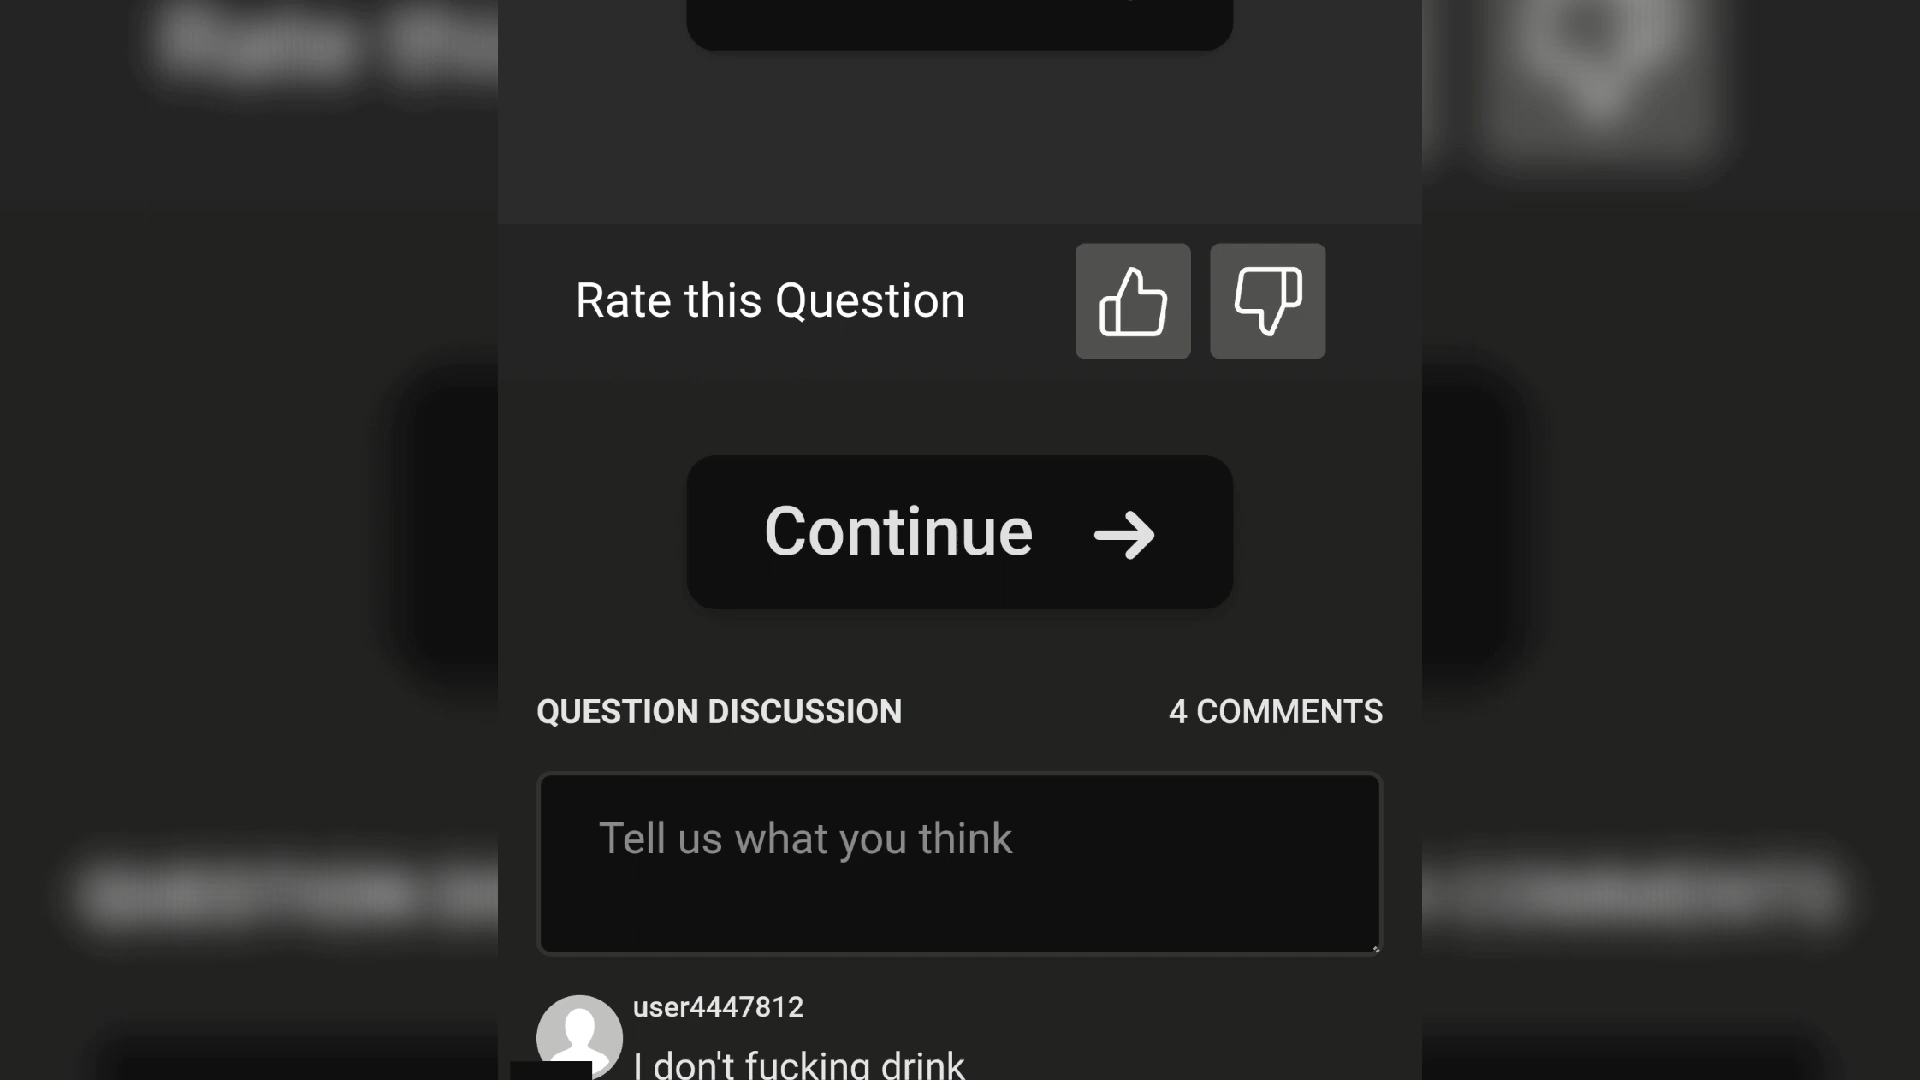 Rate this Question
Continue
QUESTION DISCUSSION
4 COMMENTS
Tell us what you think
user4447812
I don't fucking drink